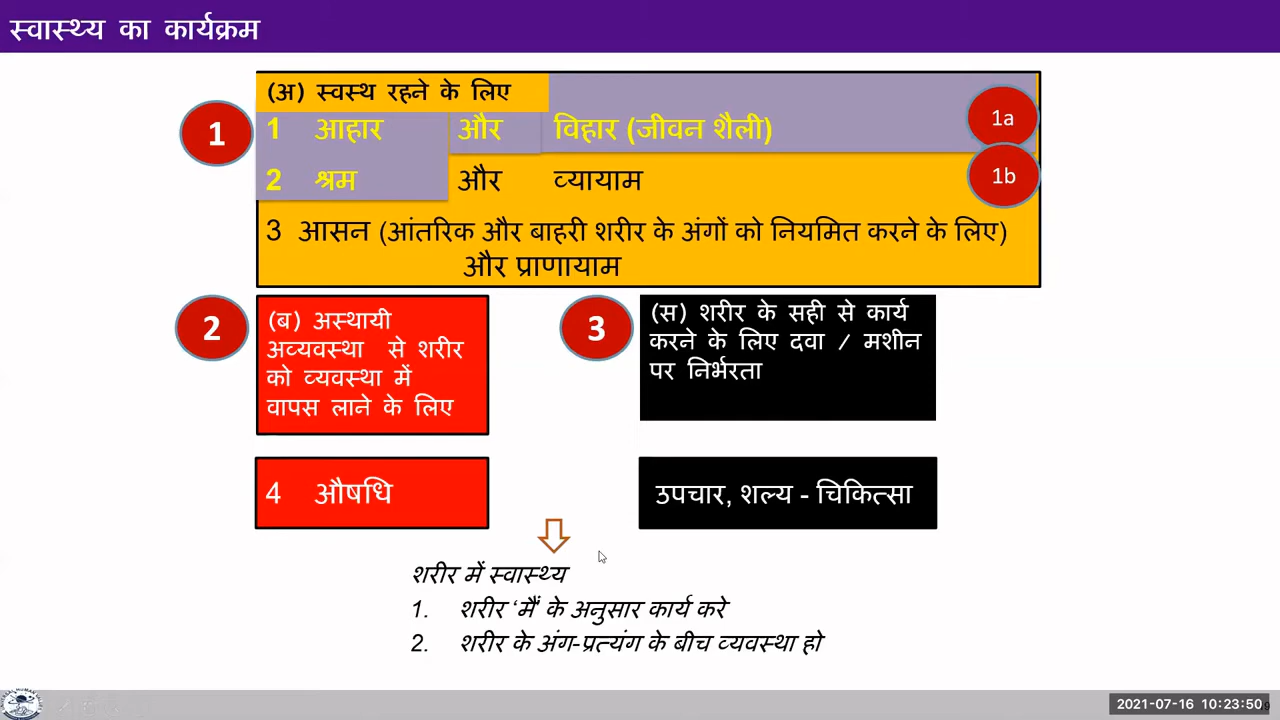 स्वास्थ्य का कार्यक्रम
(अ) स्वस्थ रहने के लिए
1
1 आहार और विहार (जीवन शैली)
1a
2 श्रम और व्यायाम
1b
3 आसन (आंतरिक और बाहरी शरीर के अंगों को नियमित करने के लिए)
और प्राणायाम
2
(ब) अस्थायी
अव्यवस्था से शरीर
को व्यवस्था में
वापस लाने के लिए
3
(स) शरीर के सही से कार्य
करने के लिए दवा / मशीन
पर निर्भरता
4 औषधि
उपचार, शल्य - चिकित्सा
शरीर में स्वास्थ्य
1. शरीर ‘मैं’ के अनुसार कार्य करे
2. शरीर के अंग-प्रत्यंग के बीच व्यवस्था हो
2021-07-16 10:23:50